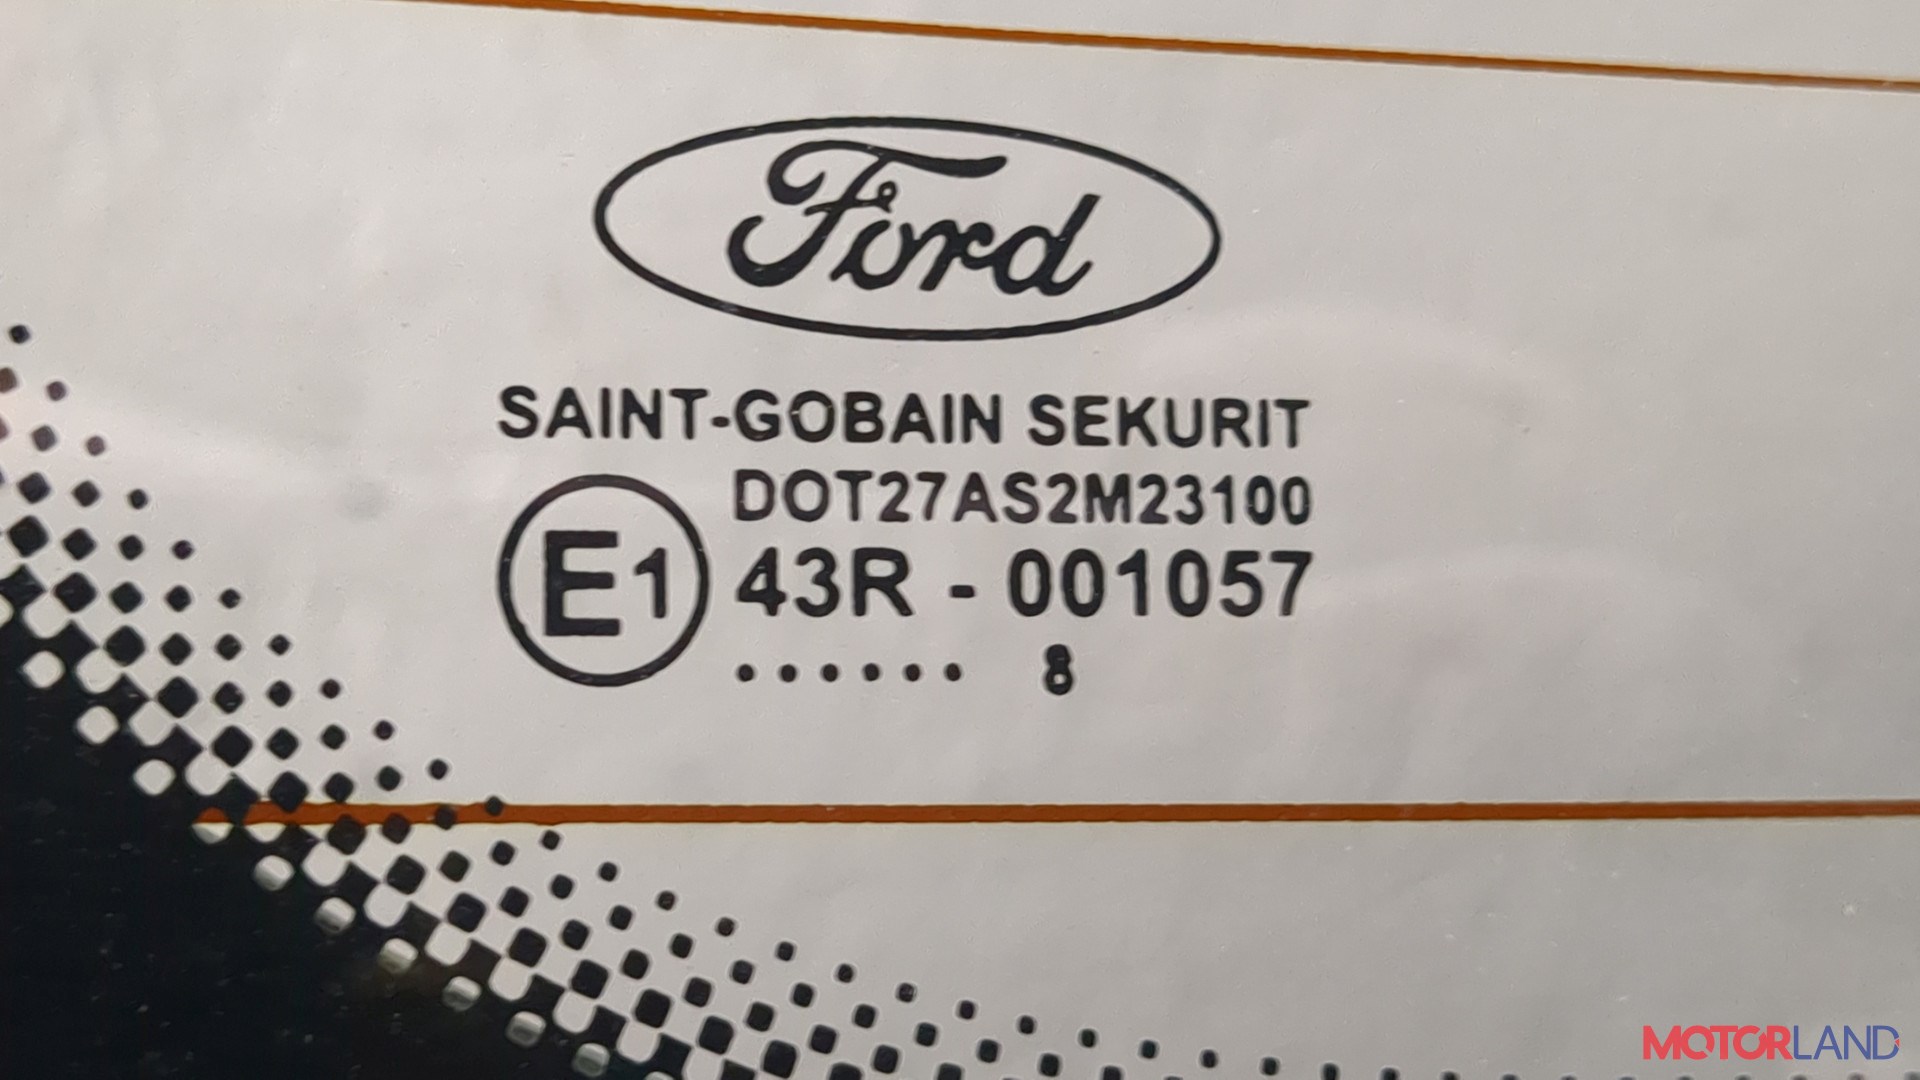 Ford
SAINT-GOBAIN SEKURIT
DOT27AS2M23100
E1 43R - 001057
...... 8
MOTORLAND